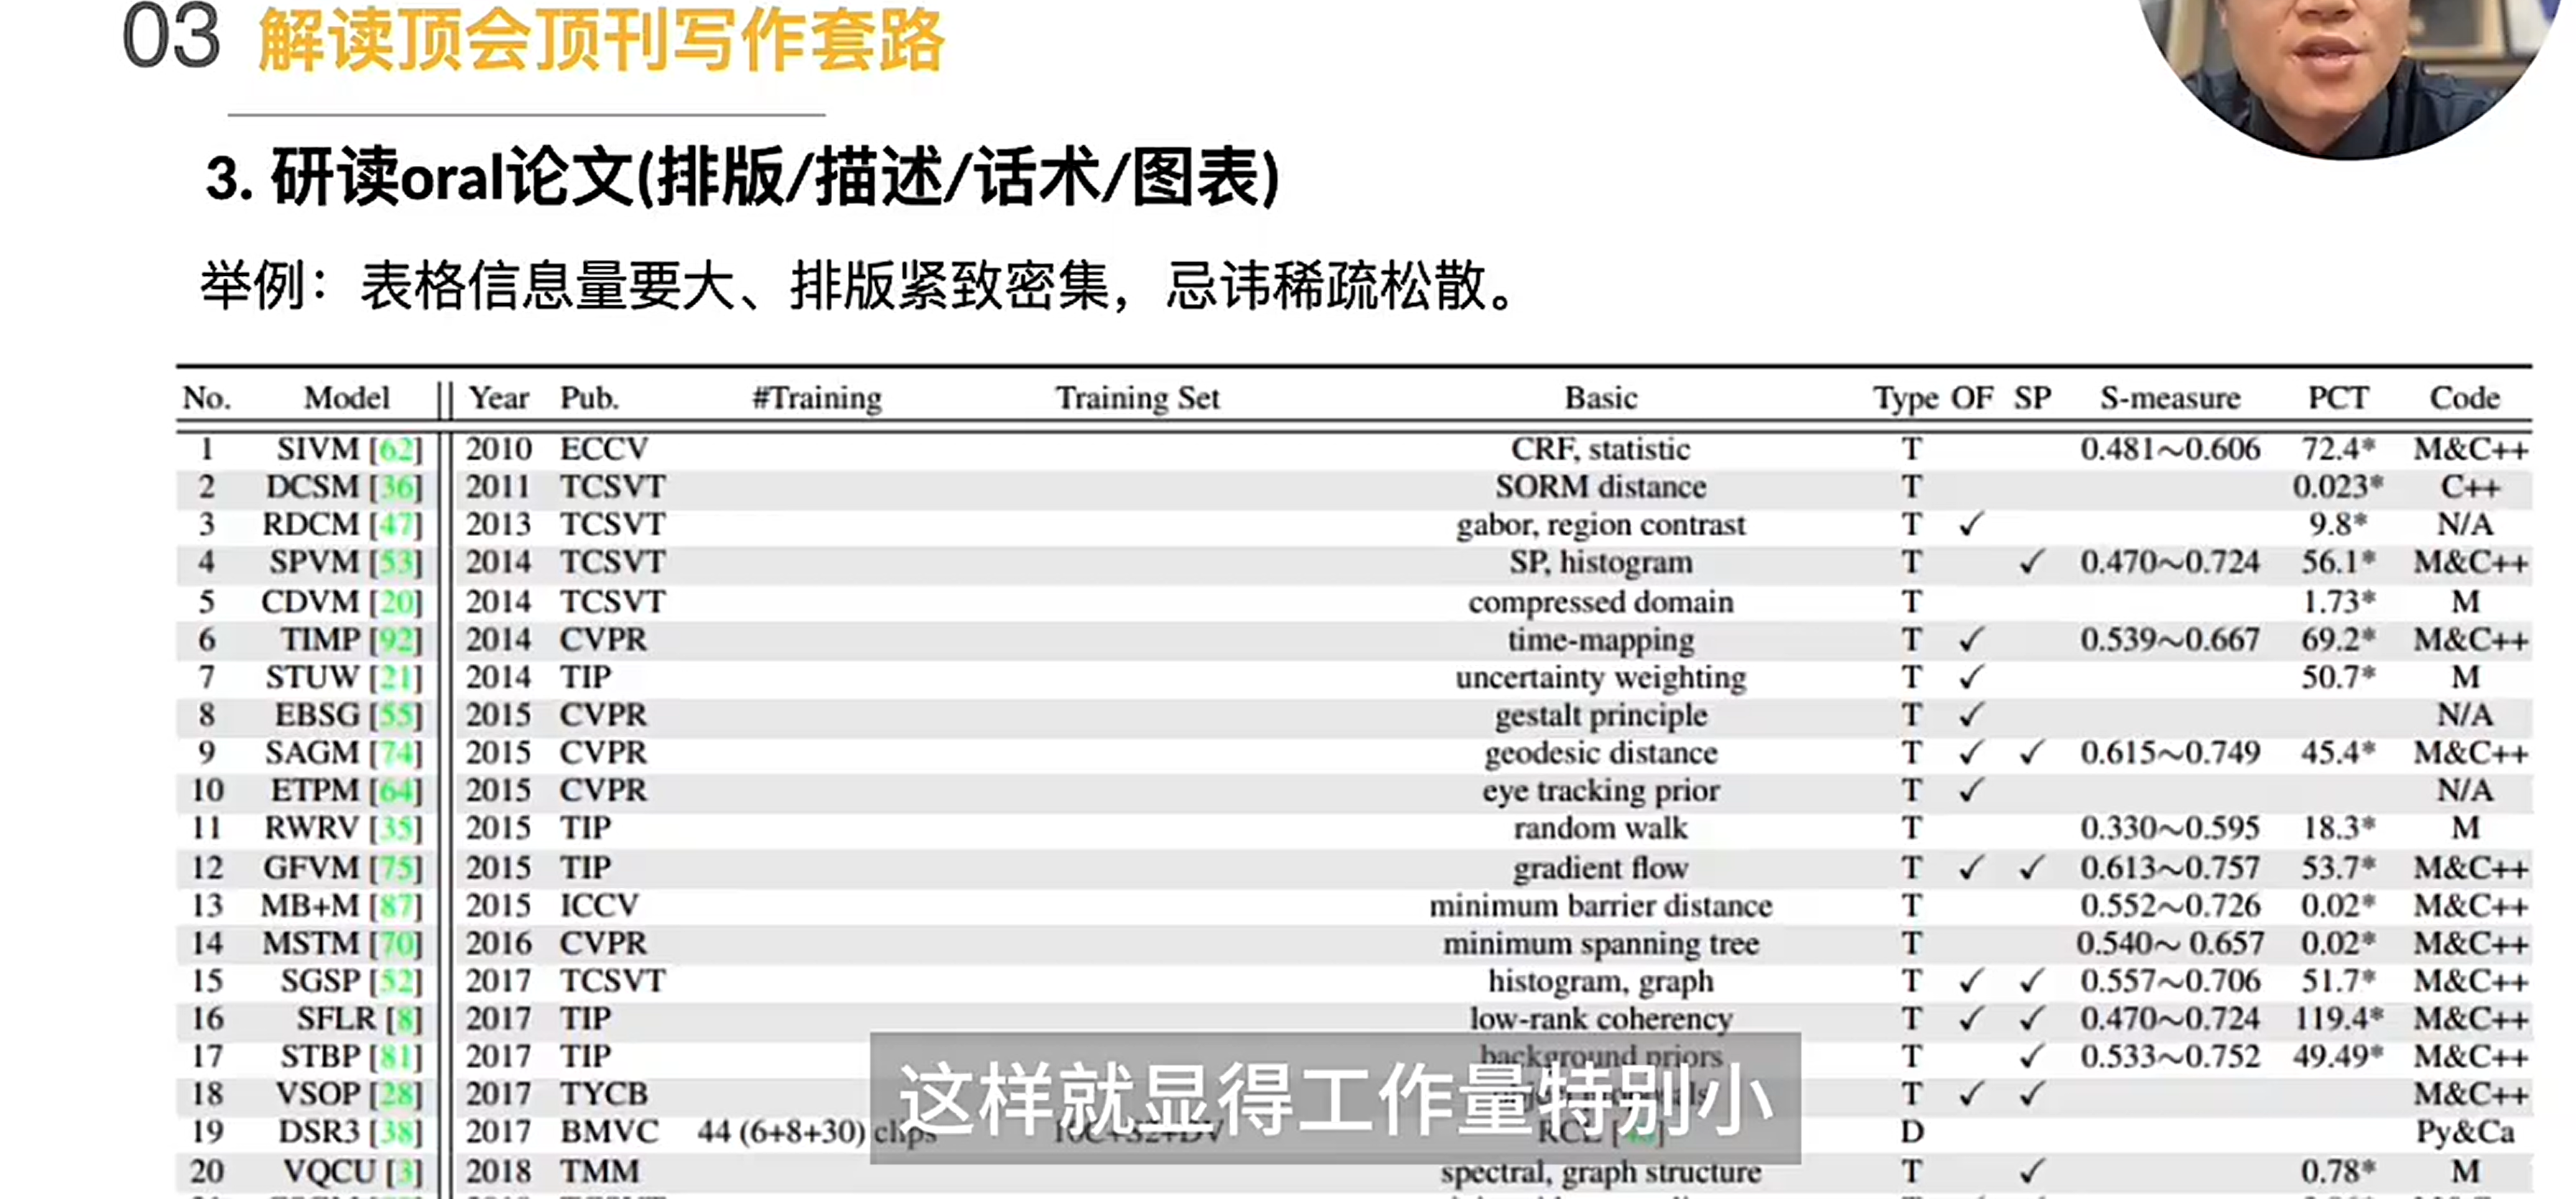 03 解读顶会顶刊写作套路
3. 研读oral论文(排版/描述/话术/图表)
举例：表格信息量要大、排版紧致密集，忌讳稀疏松散。
No. Model Year Pub. #Training Training Set Basic Type OF SP S-measure PCT Code
1 SIVM [62] 2010 ECCV CRF, statistic T 0.481~0.606 72.4* M&C++
2 DCSM [36] 2011 TCSVT SORM distance T 0.023* C++
3 RDCM [47] 2013 TCSVT gabor, region contrast T ✓ 9.8* N/A
4 SPVM [53] 2014 TCSVT SP, histogram T ✓ 0.470~0.724 56.1* M&C++
5 CDVM [20] 2014 TCSVT compressed domain T 1.73* M
6 TIMP [92] 2014 CVPR time-mapping T ✓ 0.539~0.667 69.2* M&C++
7 STUW [21] 2014 TIP uncertainty weighting T ✓ 50.7* M
8 EBSG [55] 2015 CVPR gestalt principle T ✓ N/A
9 SAGM [74] 2015 CVPR geodesic distance T ✓ ✓ 0.615~0.749 45.4* M&C++
10 ETPM [64] 2015 CVPR eye tracking prior T ✓ N/A
11 RWRV [35] 2015 TIP random walk T 0.330~0.595 18.3* M
12 GFVM [75] 2015 TIP gradient flow T ✓ ✓ 0.613~0.757 53.7* M&C++
13 MB+M [87] 2015 ICCV minimum barrier distance T 0.552~0.726 0.02* M&C++
14 MSTM [70] 2016 CVPR minimum spanning tree T 0.540~ 0.657 0.02* M&C++
15 SGSP [52] 2017 TCSVT histogram, graph T ✓ ✓ 0.557~0.706 51.7* M&C++
16 SFLR [8] 2017 TIP low-rank coherency T ✓ ✓ 0.470~0.724 119.4* M&C++
17 STBP [81] 2017 TIP background priors T ✓ 0.533~0.752 49.49* M&C++
18 VSOP [28] 2017 TYCB T ✓ ✓ M&C++
19 DSR3 [38] 2017 BMVC 44 (6+8+30) clips RCL D Py&Ca
20 VQCU [3] 2018 TMM spectral, graph structure T ✓ 0.78* M
这样就显得工作量特别小